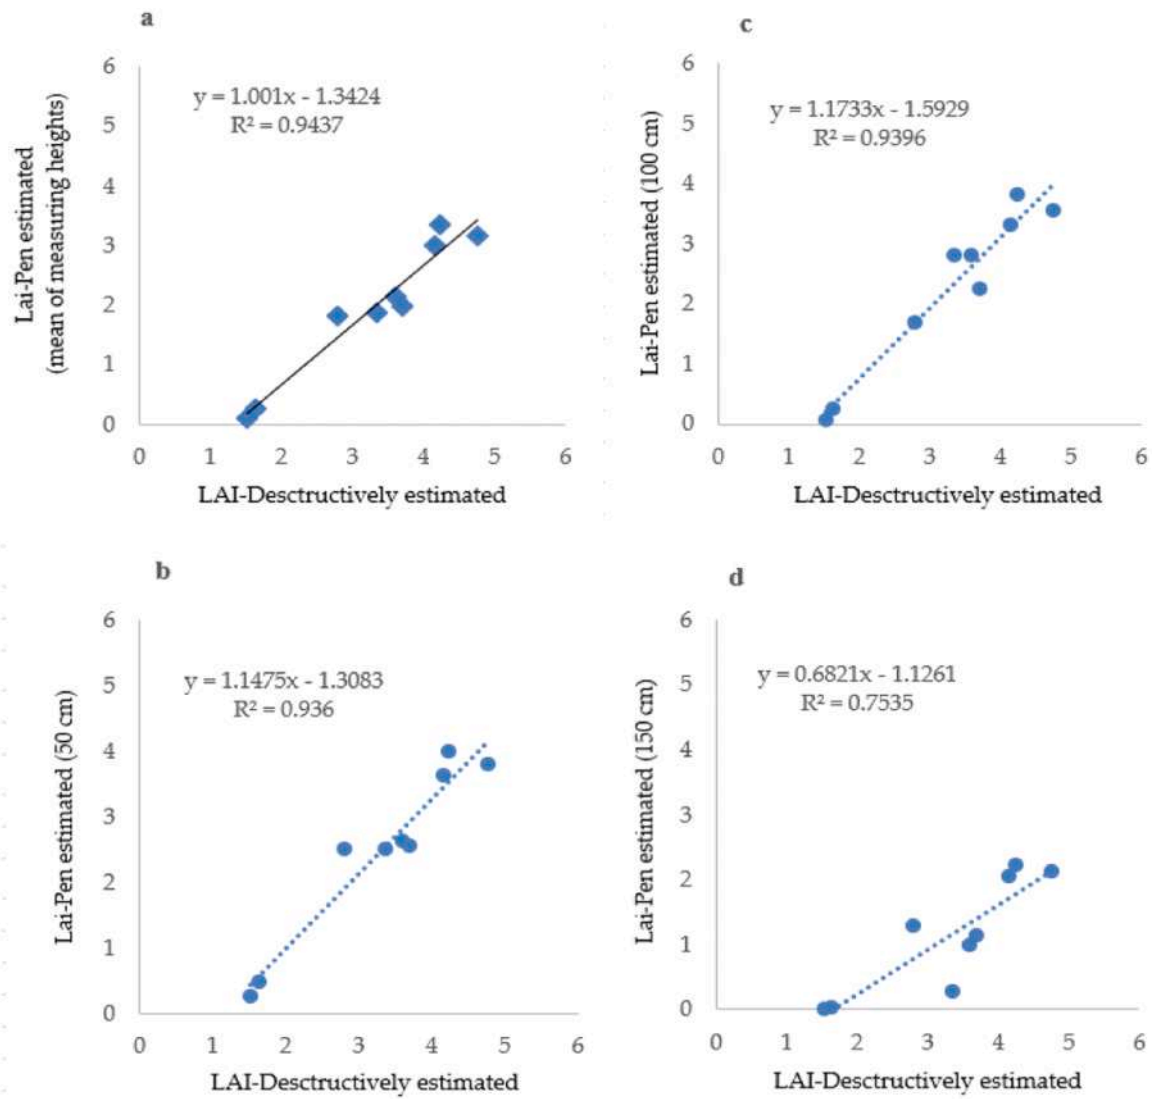 a
y = 1.001x - 1.3424
R² = 0.9437
Lai-Pen estimated
(mean of measuring heights)
6
5
4
3
2
1
0
0 1 2 3 4 5 6
LAI-Desctructively estimated
c
y = 1.1733x - 1.5929
R² = 0.9396
Lai-Pen estimated (100 cm)
6
5
4
3
2
1
0
0 1 2 3 4 5 6
LAI-Desctructively estimated
b
y = 1.1475x - 1.3083
R² = 0.936
Lai-Pen estimated (50 cm)
6
5
4
3
2
1
0
0 1 2 3 4 5 6
LAI-Desctructively estimated
d
y = 0.6821x - 1.1261
R² = 0.7535
Lai-Pen estimated (150 cm)
6
5
4
3
2
1
0
0 1 2 3 4 5 6
LAI-Desctructively estimated